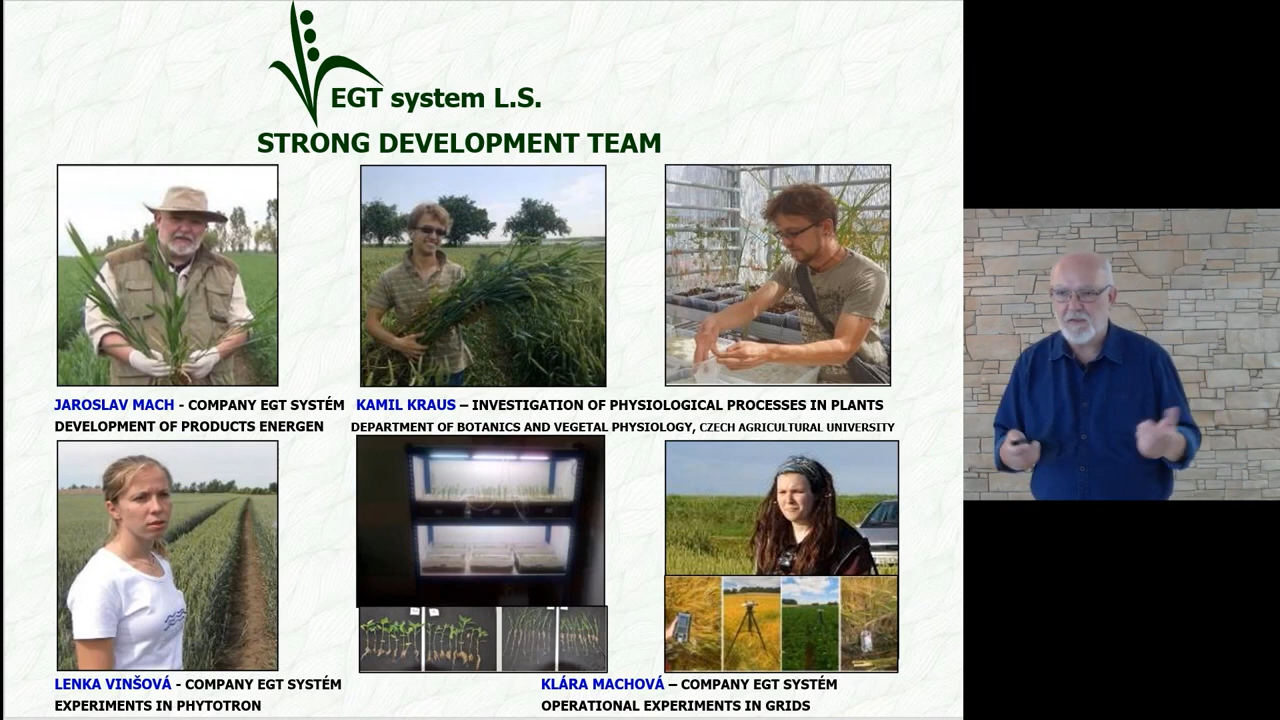 EGT system L.S.
STRONG DEVELOPMENT TEAM
JAROSLAV MACH - COMPANY EGT SYSTÉM
DEVELOPMENT OF PRODUCTS ENERGEN
KAMIL KRAUS – INVESTIGATION OF PHYSIOLOGICAL PROCESSES IN PLANTS
DEPARTMENT OF BOTANICS AND VEGETAL PHYSIOLOGY, CZECH AGRICULTURAL UNIVERSITY
LENKA VINŠOVÁ - COMPANY EGT SYSTÉM
EXPERIMENTS IN PHYTOTRON
KLÁRA MACHOVÁ – COMPANY EGT SYSTÉM
OPERATIONAL EXPERIMENTS IN GRIDS